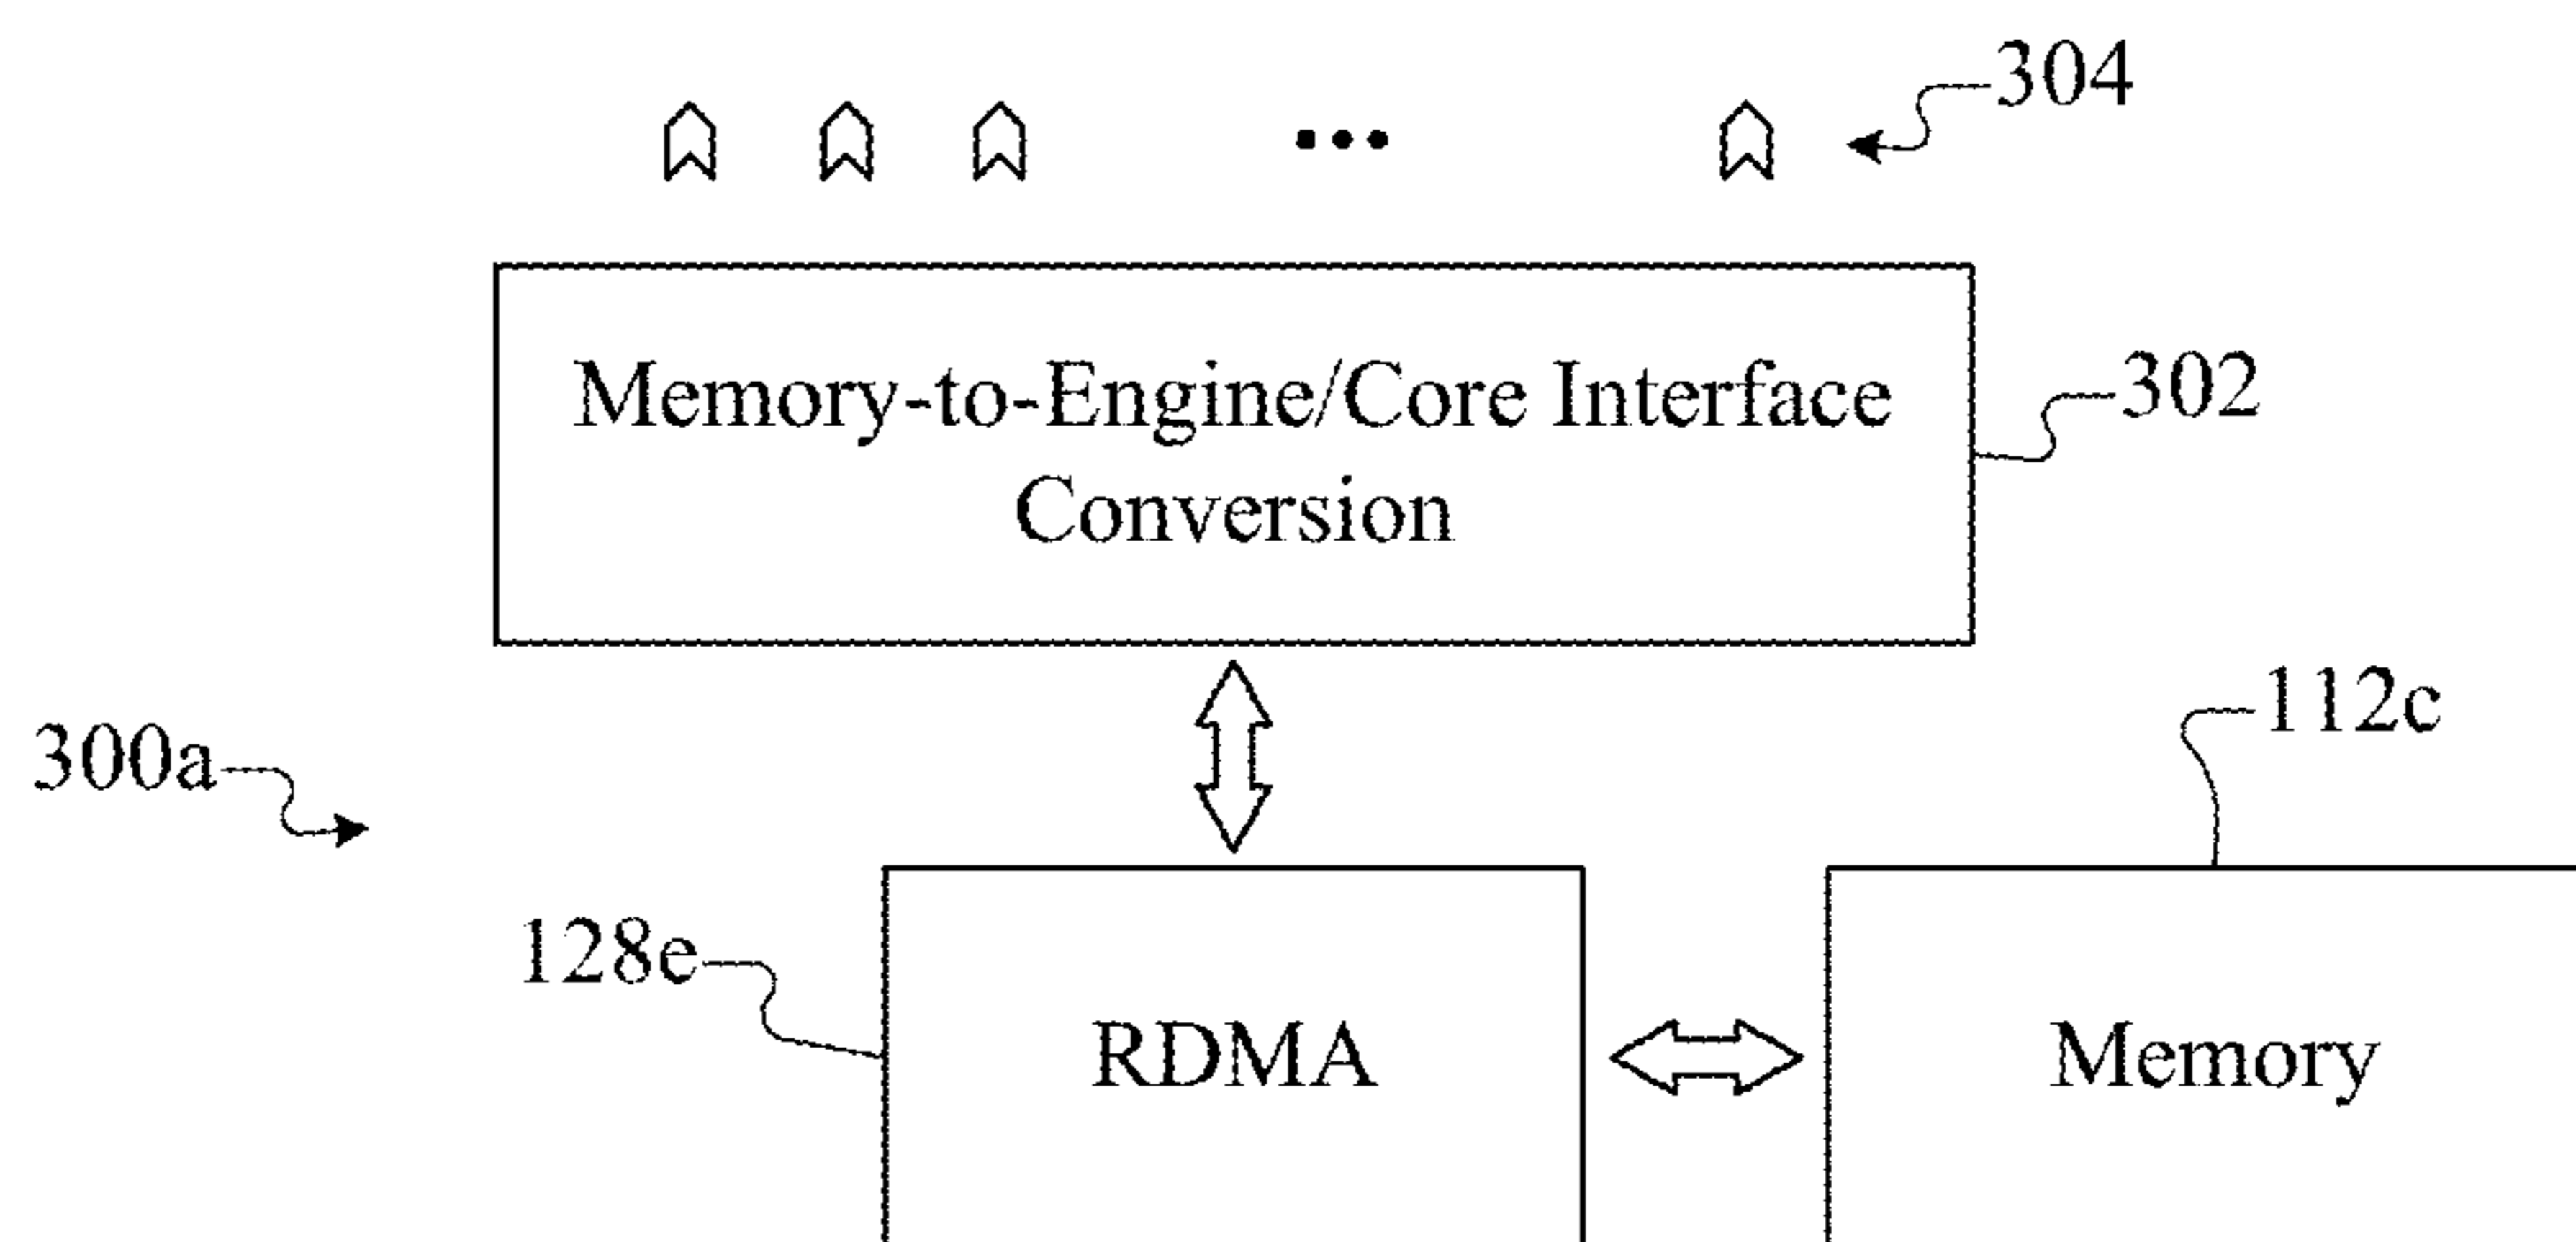 304
Memory-to-Engine/Core Interface
Conversion
302
300a
112c
128e
RDMA
Memory